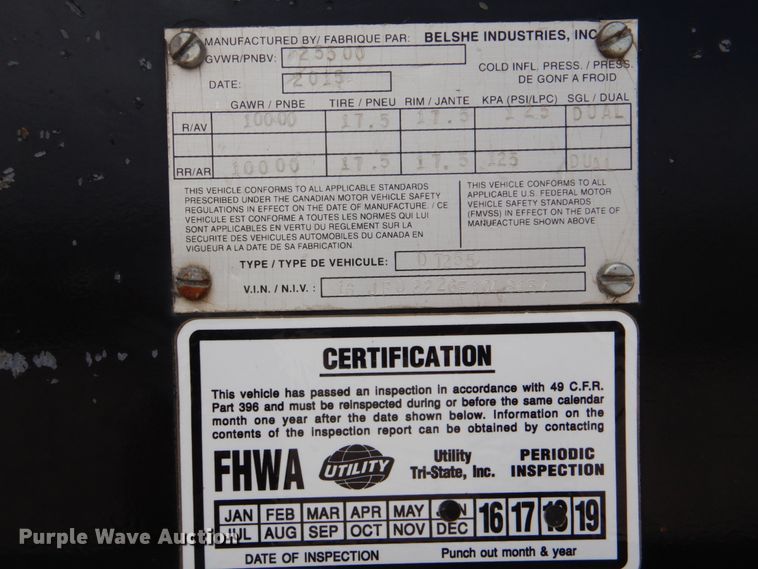 MANUFACTURED BY/ FABRIQUE PAR: BELSHE INDUSTRIES, INC
GVWR/PNBV: 25500
COLD INFL. PRESS. / PRESS.
DE GONF A FROID
DATE: 2015
GAWR / PNBE TIRE / PNEU RIM / JANTE KPA (PSI/LPC) SGL / DUAL
R/AV 10000 17.5 17.5 125 DUAL
RR/AR 10000 17.5 17.5 125 DUAL
THIS VEHICLE CONFORMS TO ALL APPLICABLE STANDARDS
PRESCRIBED UNDER THE CANADIAN MOTOR VEHICLE SAFETY
REGULATIONS IN EFFECT ON THE DATE OF MANUFACTURE. / CE
VEHICULE EST CONFORME A TOUTES LES NORMES QUI LUI
SONT APPLICABLES EN VERTU DU REGLEMENT SUR LA
SECURITE DES VEHICULES AUTOMOBILES DU CANADA EN
VIGUEUR A LA DATE DE SA FABRICATION.
THIS VEHICLE CONFORMS TO ALL
APPLICABLE U.S. FEDERAL MOTOR
VEHICLE SAFETY STANDARDS
(FMVSS) IN EFFECT ON THE DATE OF
MANUFACTURE SHOWN ABOVE
TYPE / TYPE DE VEHICULE:
V.I.N. / N.I.V. :
CERTIFICATION
This vehicle has passed an inspection in accordance with 49 C.F.R.
Part 396 and must be reinspected during or before the same calendar
month one year after the date shown below. Information on the
contents of the inspection report can be obtained by contacting
FHWA UTILITY Utility PERIODIC
Tri-State, Inc. INSPECTION
JAN FEB MAR APR MAY JUN 16 17 18 19
JUL AUG SEP OCT NOV DEC
DATE OF INSPECTION Punch out month & year
Purple Wave Auction